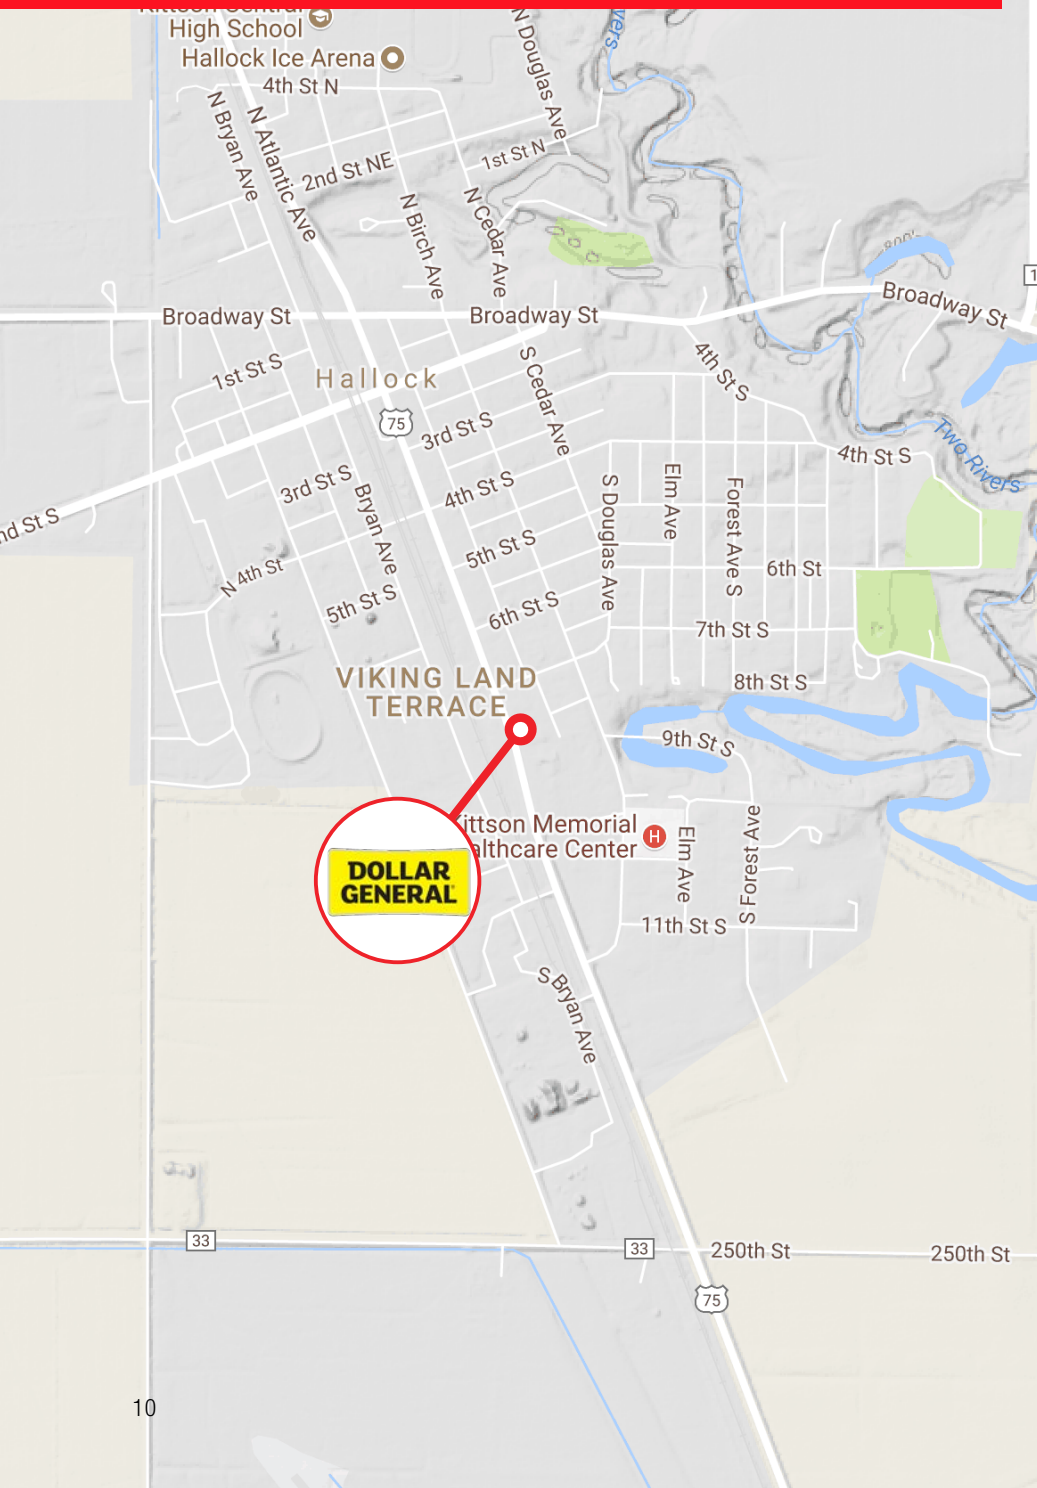 High School
Hallock Ice Arena
4th St N
N Douglas Ave
N Bryan Ave
N Atlantic Ave
2nd St NE
1st St N
N Birch Ave
N Cedar Ave
800'
1
Broadway St
Broadway St
Broadway St
1st St S
Hallock
75
S Cedar Ave
4th St S
3rd St S
4th St S
Two Rivers
3rd St S
Bryan Ave
4th St S
S Douglas Ave
Elm Ave
Forest Ave S
nd St S
5th St S
N 4th St
6th St
5th St S
6th St S
7th St S
VIKING LAND
TERRACE
8th St S
9th St S
ittson Memorial
althcare Center
H
Elm Ave
S Forest Ave
DOLLAR
GENERAL
11th St S
S Bryan Ave
33
33
250th St
250th St
75
10